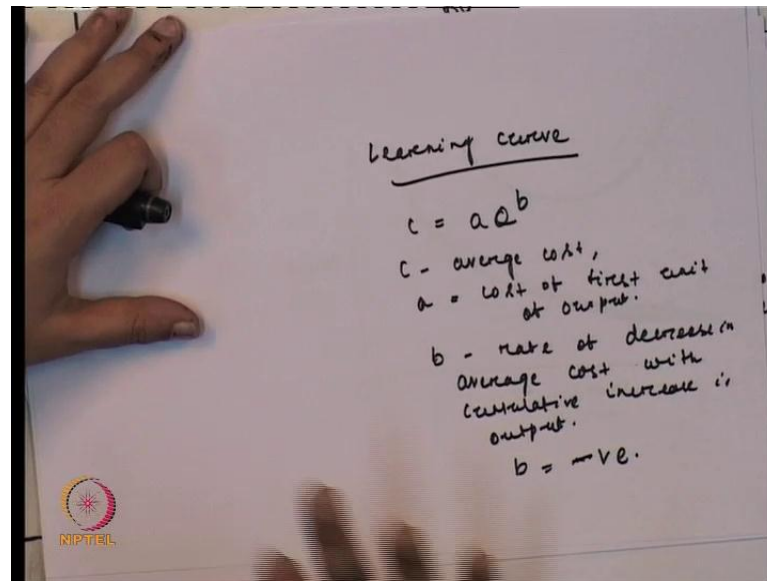 Learning curve
C = aQ^b
C - average cost,
a = cost of first unit
of output.
b - rate of decrease in
average cost with
cumulative increase in
output.
b = -ve.
NPTEL